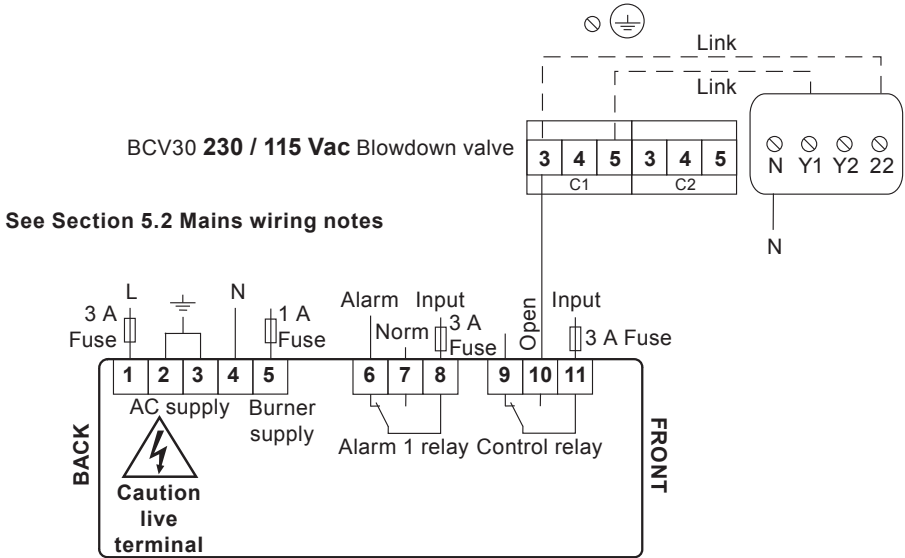 Link
Link
BCV30 230 / 115 Vac Blowdown valve
3 4 5 3 4 5
C1 C2
N Y1 Y2 22
N
See Section 5.2 Mains wiring notes
L N
3 A Fuse
1 A Fuse
Alarm Input
Norm
3 A Fuse
Open
Input
3 A Fuse
1 2 3 4 5 6 7 8 9 10 11
AC supply
Burner supply
Alarm 1 relay
Control relay
BACK
FRONT
Caution
live
terminal